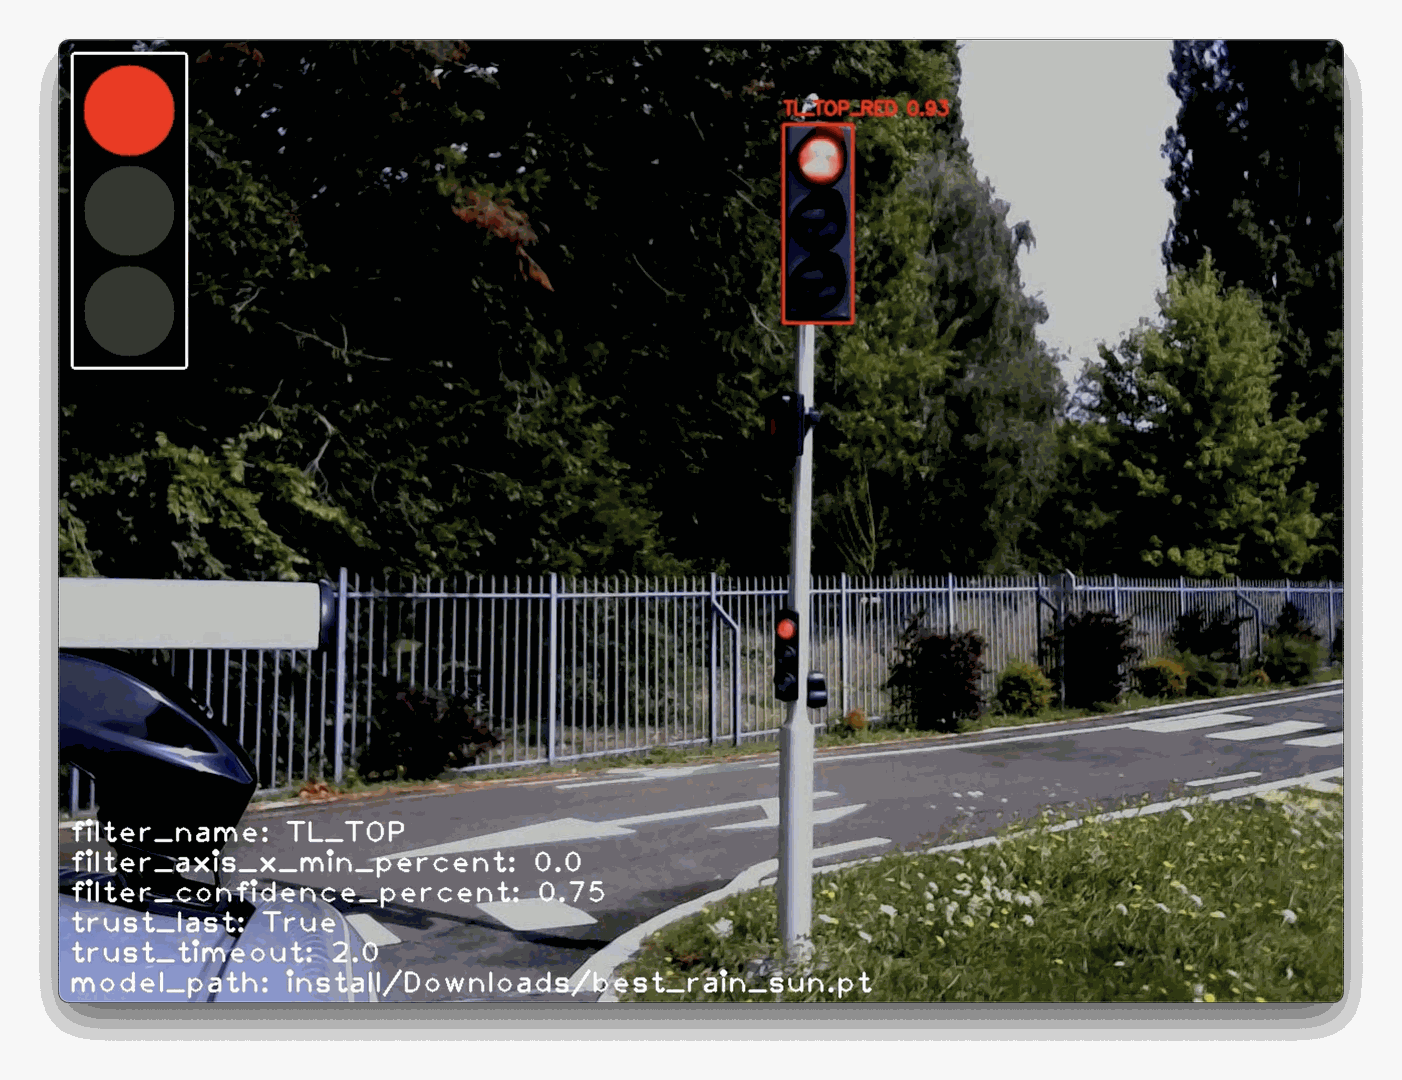 TL_TOP_RED 0.93
filter_name: TL_TOP
filter_axis_x_min_percent: 0.0
filter_confidence_percent: 0.75
trust_last: True
trust_timeout: 2.0
model_path: install/Downloads/best_rain_sun.pt